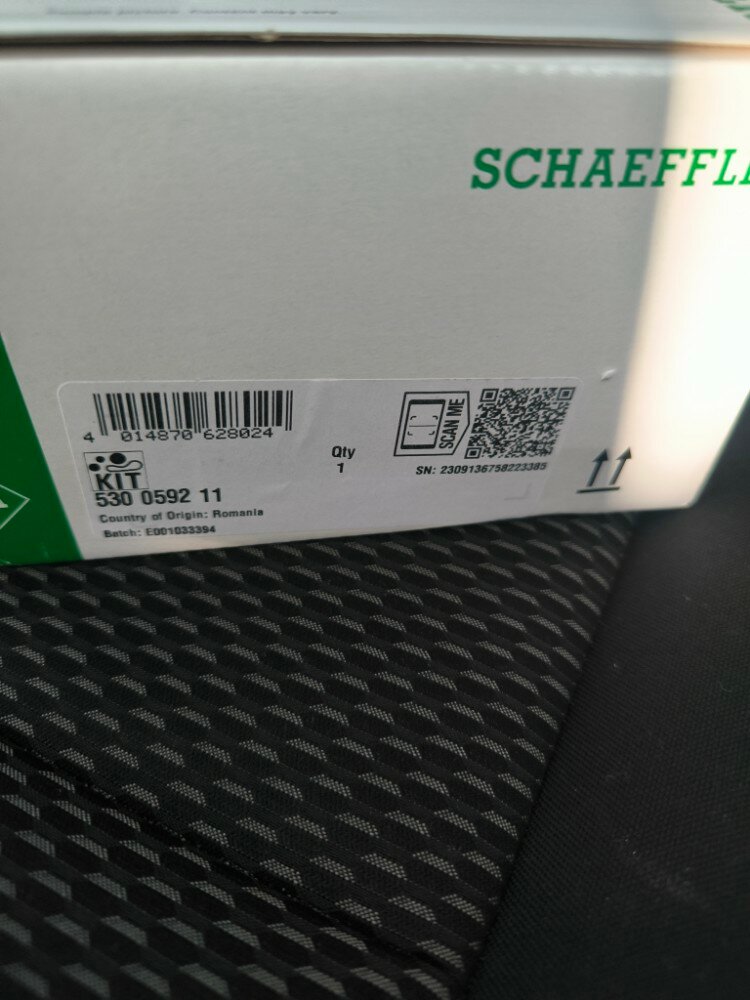 SCHAEFFL
4 014870 628024
KIT
530 0592 11
Country of Origin: Romania
Batch: E001033394
Qty
1
SCAN ME
SN: 2309136758223385